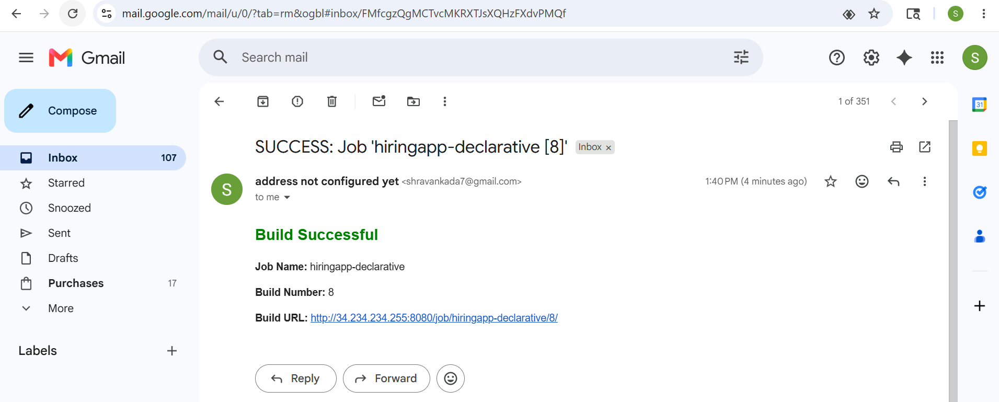 mail.google.com/mail/u/0/?tab=rm&ogbl#inbox/FMfcgzQgMCTvcMKRXTJsXQHzFXdvPMQf
S
Gmail
Search mail
S
Compose
1 of 351
31
SUCCESS: Job 'hiringapp-declarative [8]' Inbox ×
Inbox 107
Starred
Snoozed
Sent
Drafts
Purchases 17
More
Labels +
S
address not configured yet <shravankada7@gmail.com>
1:40 PM (4 minutes ago)
to me
Build Successful
Job Name: hiringapp-declarative
Build Number: 8
Build URL: http://34.234.234.255:8080/job/hiringapp-declarative/8/
Reply Forward